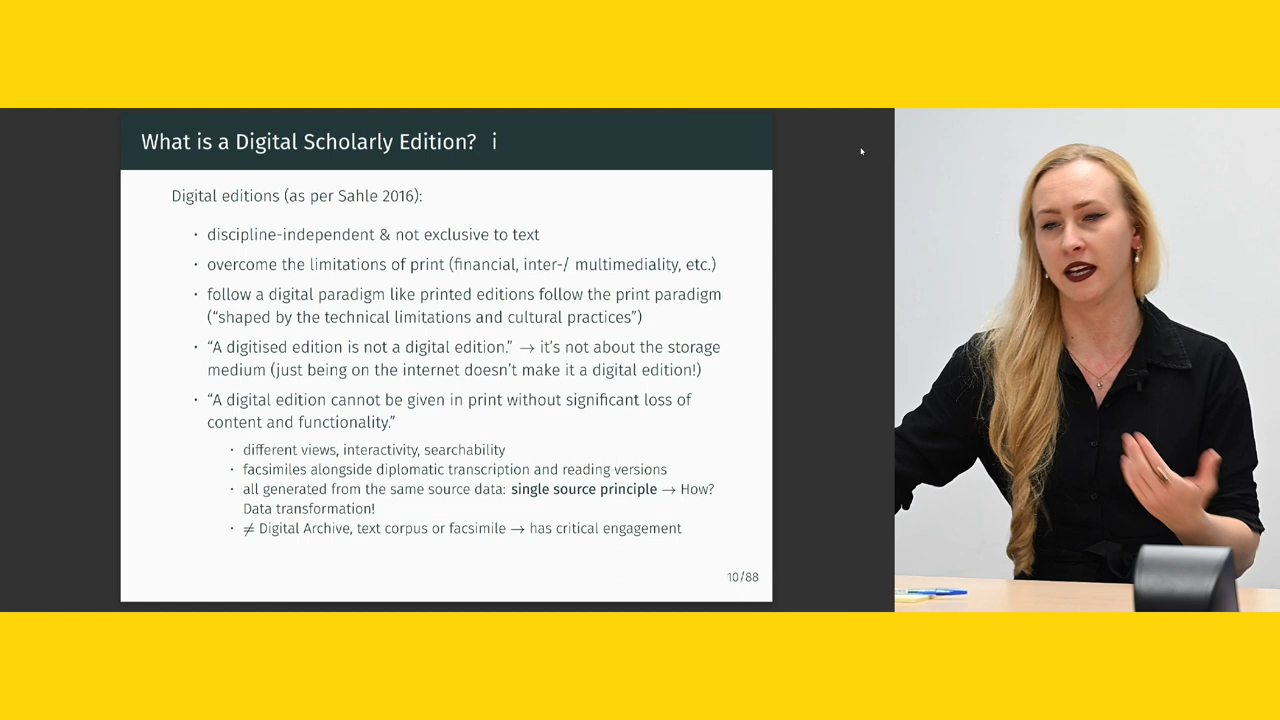 What is a Digital Scholarly Edition? i
Digital editions (as per Sahle 2016):
· discipline-independent & not exclusive to text
· overcome the limitations of print (financial, inter-/ multimediality, etc.)
· follow a digital paradigm like printed editions follow the print paradigm
(“shaped by the technical limitations and cultural practices”)
· “A digitised edition is not a digital edition.” → it’s not about the storage
medium (just being on the internet doesn’t make it a digital edition!)
· “A digital edition cannot be given in print without significant loss of
content and functionality.”
· different views, interactivity, searchability
· facsimiles alongside diplomatic transcription and reading versions
· all generated from the same source data: single source principle → How?
Data transformation!
· ≠ Digital Archive, text corpus or facsimile → has critical engagement
10/88